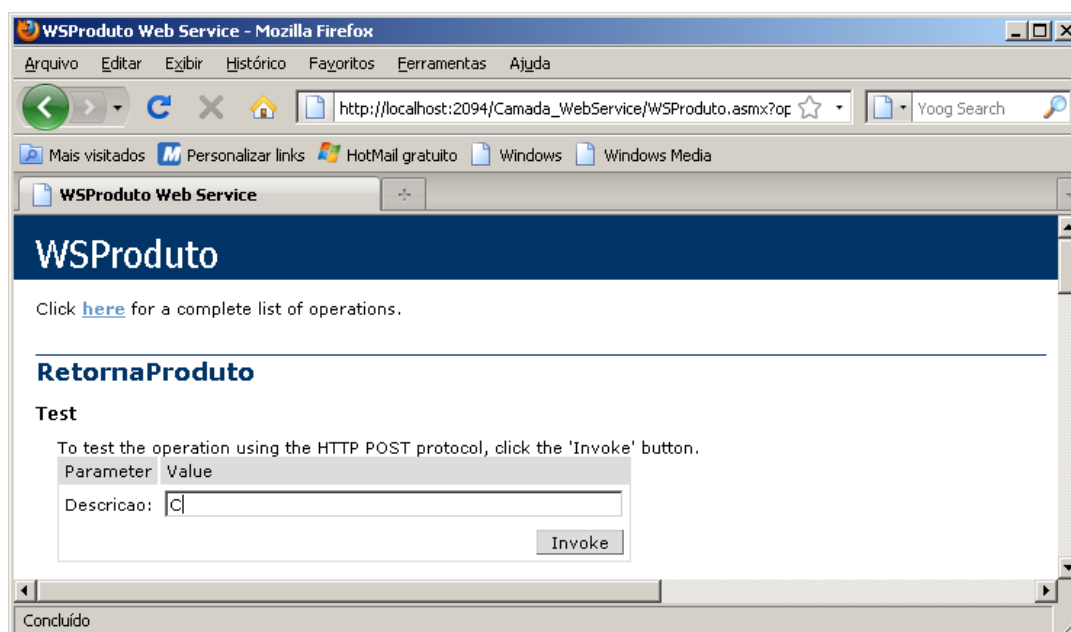 WSProduto Web Service - Mozilla Firefox
Arquivo Editar Exibir Histórico Favoritos Ferramentas Ajuda
http://localhost:2094/Camada_WebService/WSProduto.asmx?op Yoog Search
Mais visitados Personalizar links HotMail gratuito Windows Windows Media
WSProduto Web Service
WSProduto
Click here for a complete list of operations.
RetornaProduto
Test
To test the operation using the HTTP POST protocol, click the 'Invoke' button.
Parameter Value
Descricao: C
Invoke
Concluído